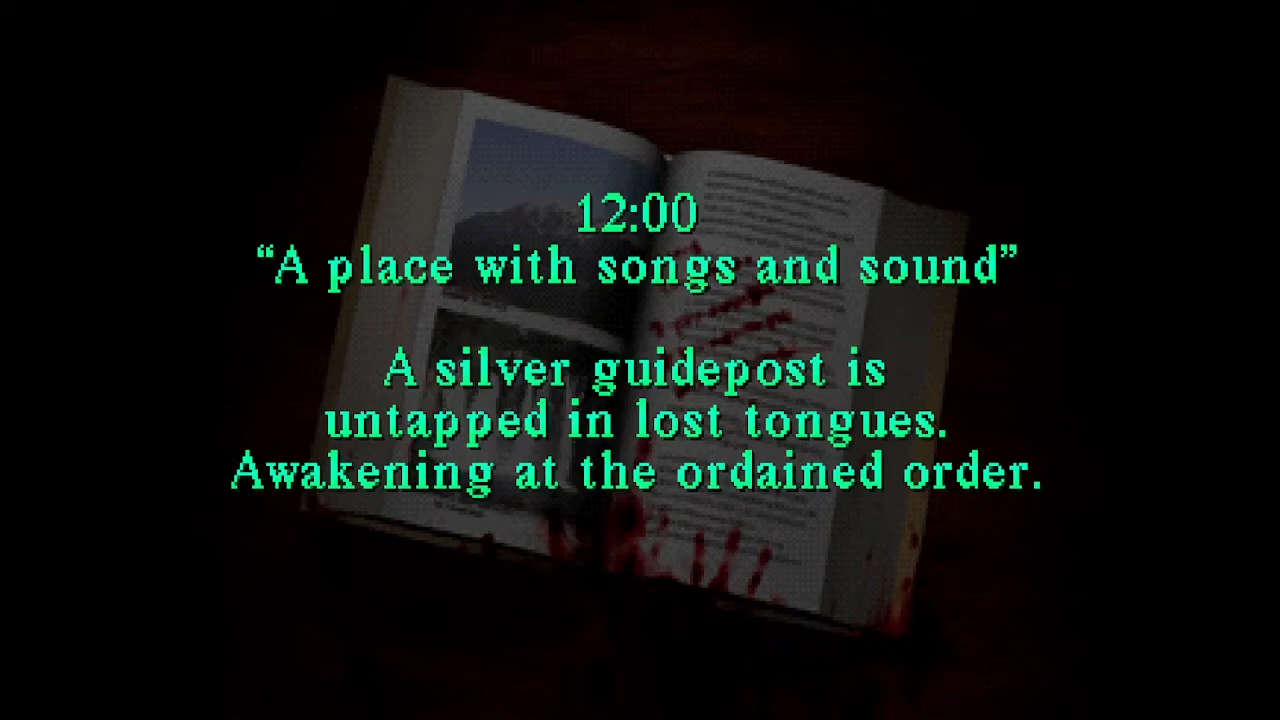 12:00
“A place with songs and sound”
A silver guidepost is
untapped in lost tongues.
Awakening at the ordained order.